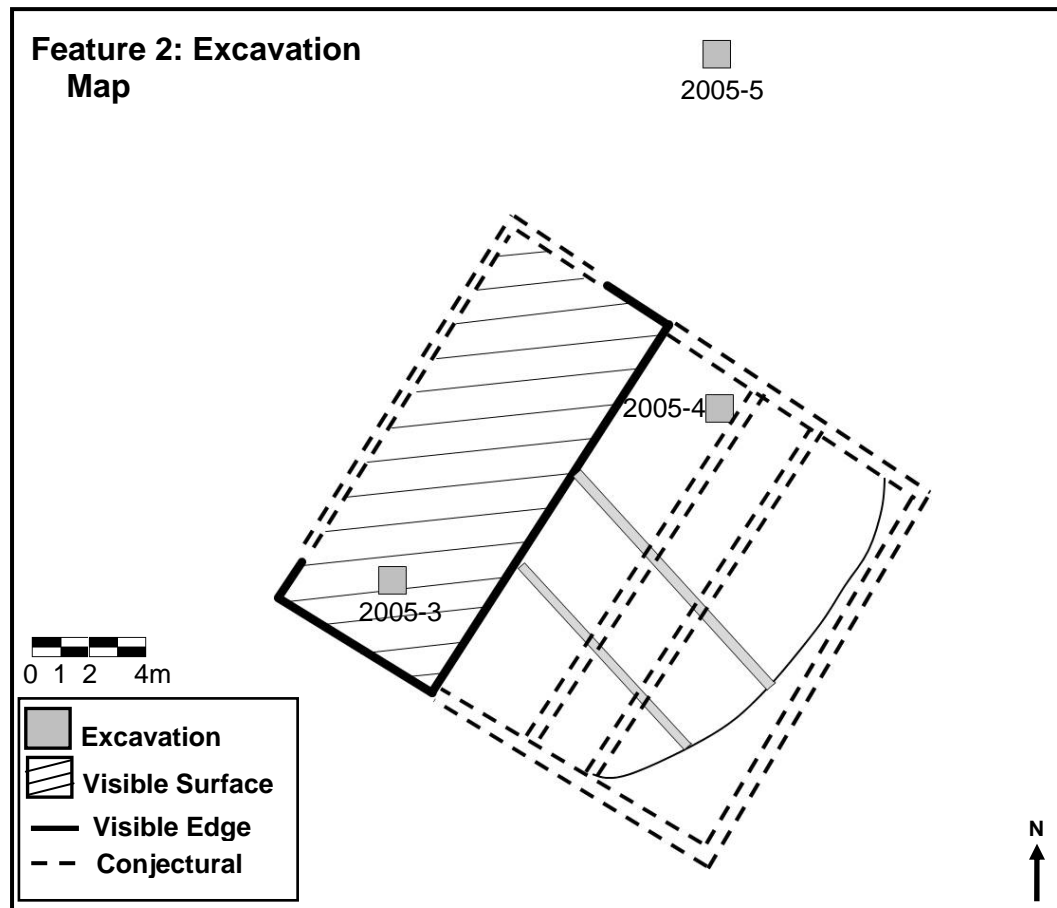 Feature 2: Excavation
Map
2005-5
2005-4
2005-3
0 1 2 4m
Excavation
Visible Surface
Visible Edge
Conjectural
N